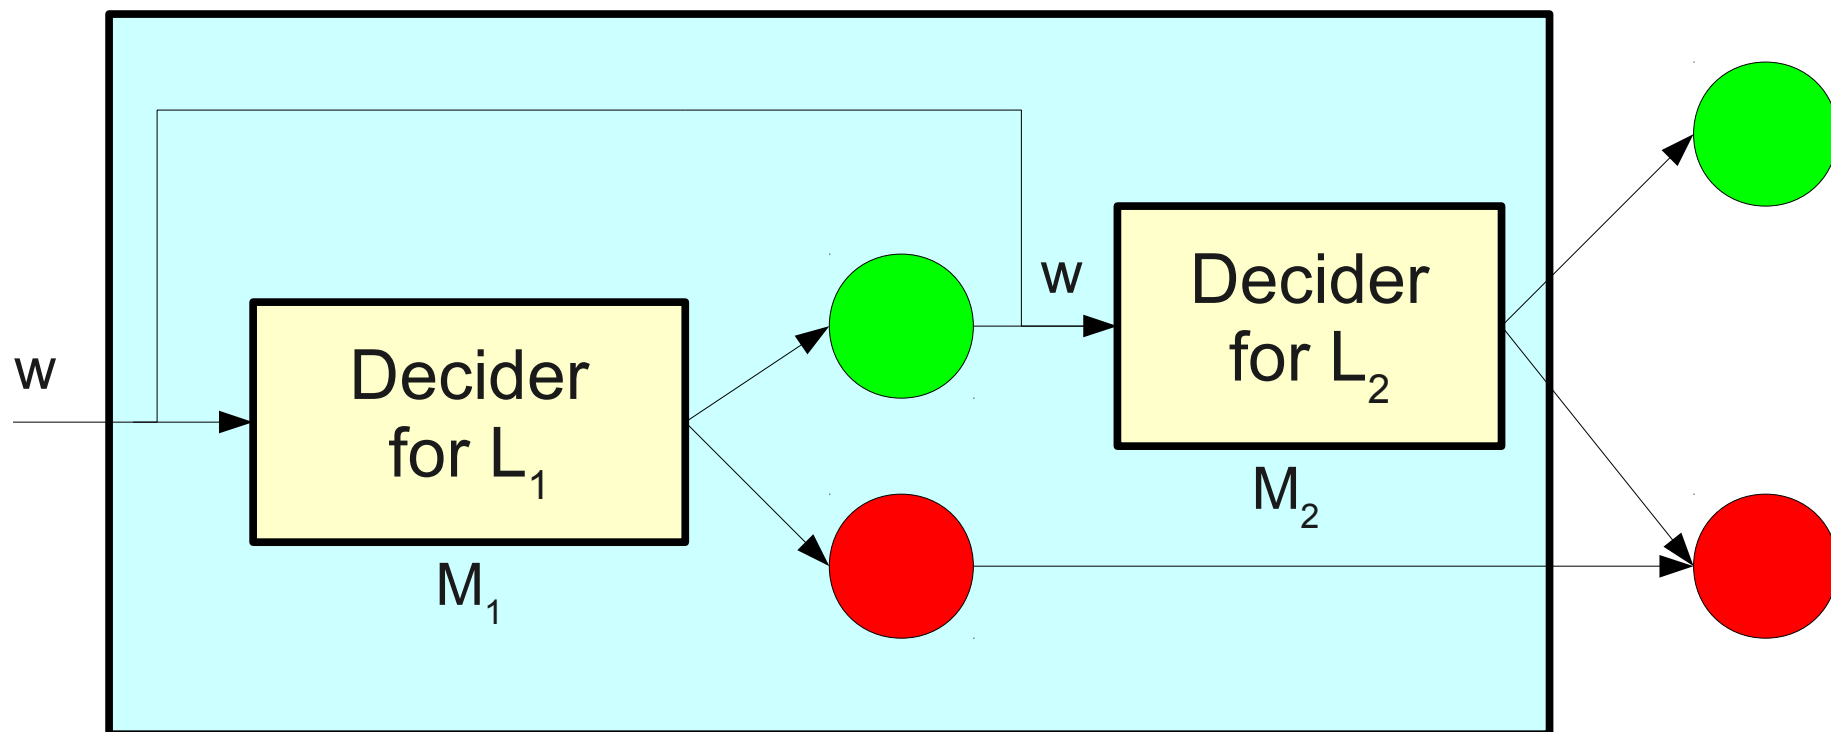 w
Decider
for L₁
M₁
w
Decider
for L₂
M₂